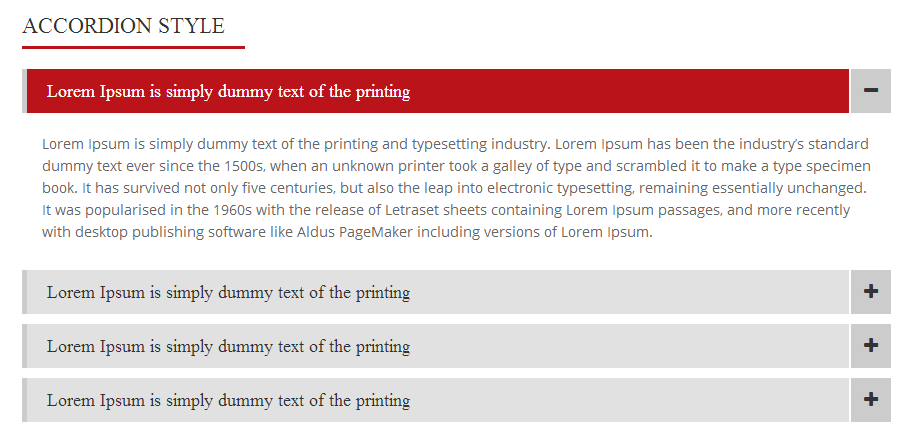 ACCORDION STYLE
Lorem Ipsum is simply dummy text of the printing
Lorem Ipsum is simply dummy text of the printing and typesetting industry. Lorem Ipsum has been the industry’s standard
dummy text ever since the 1500s, when an unknown printer took a galley of type and scrambled it to make a type specimen
book. It has survived not only five centuries, but also the leap into electronic typesetting, remaining essentially unchanged.
It was popularised in the 1960s with the release of Letraset sheets containing Lorem Ipsum passages, and more recently
with desktop publishing software like Aldus PageMaker including versions of Lorem Ipsum.
Lorem Ipsum is simply dummy text of the printing
Lorem Ipsum is simply dummy text of the printing
Lorem Ipsum is simply dummy text of the printing